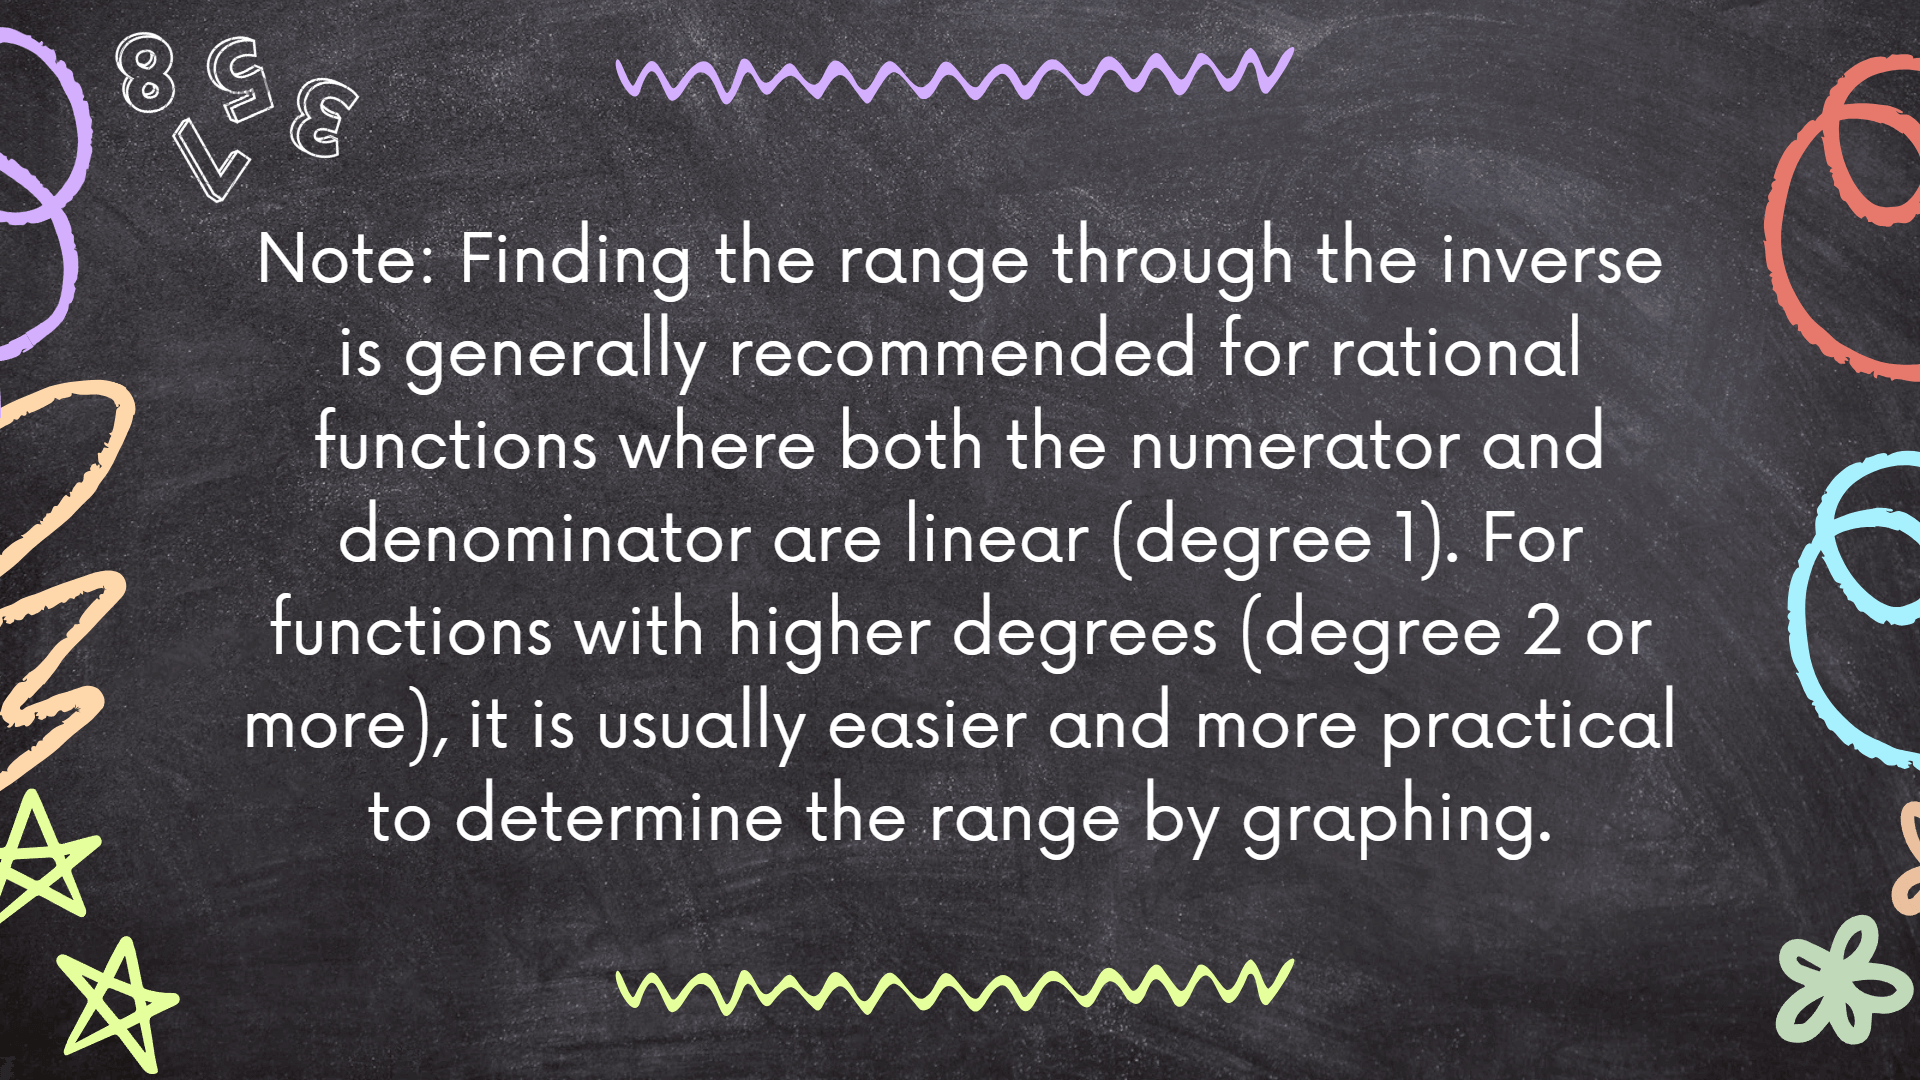 8 5 3
7
Note: Finding the range through the inverse
is generally recommended for rational
functions where both the numerator and
denominator are linear (degree 1). For
functions with higher degrees (degree 2 or
more), it is usually easier and more practical
to determine the range by graphing.